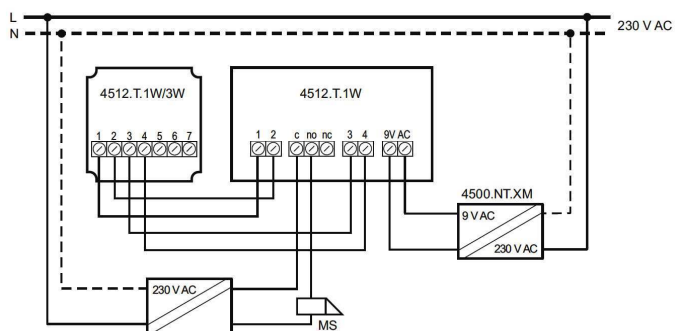 L
N
230 V AC
4512.T.1W/3W
4512.T.1W
1 2 3 4 5 6 7
1 2 c no nc 3 4 9V AC
4500.NT.XM
9 V AC
230 V AC
230 V AC
MS